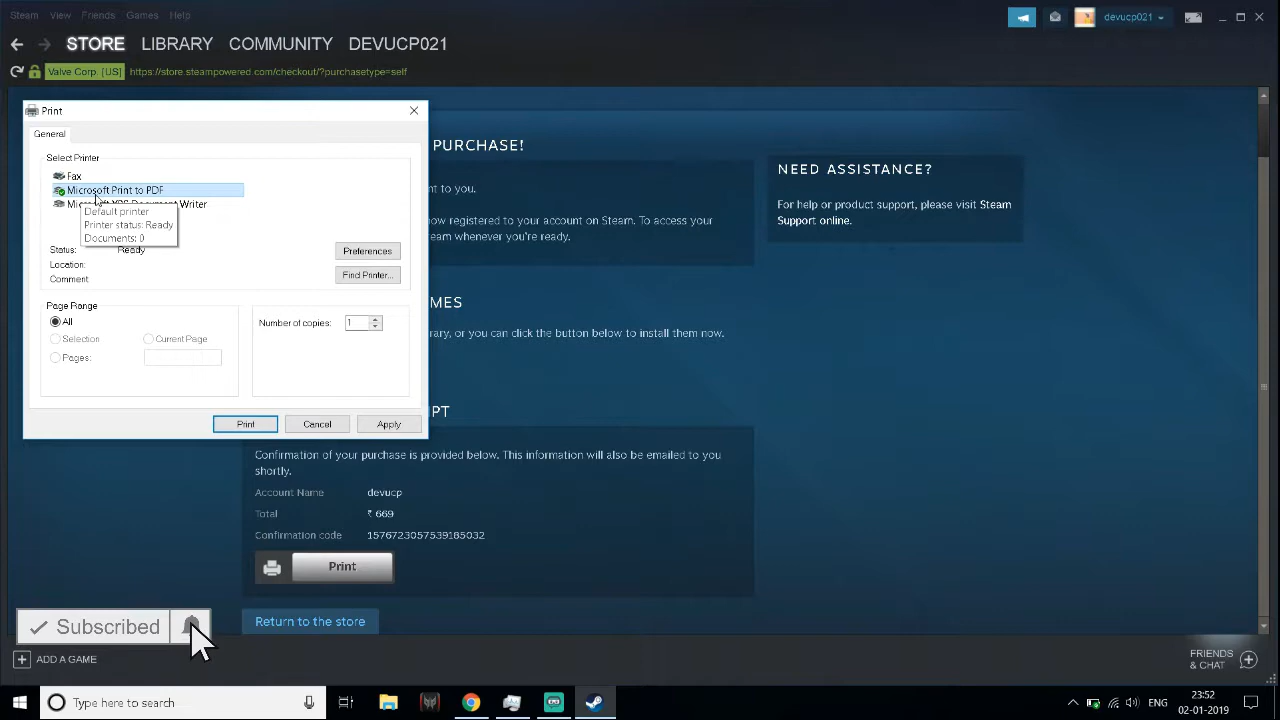 Steam View Friends Games Help
devucp021
STORE LIBRARY COMMUNITY DEVUCP021
Valve Corp. [US] https://store.steampowered.com/checkout/?purchasetype=self
Print
General
Select Printer
Fax
Microsoft Print to PDF
Document Writer
Default printer
Printer status: Ready
Documents: 0
Status: Ready
Location:
Comment:
Preferences
Find Printer...
Page Range
All
Selection Current Page
Pages:
Number of copies: 1
Print Cancel Apply
PURCHASE!
nt to you.
now registered to your account on Steam. To access your
eam whenever you're ready.
NEED ASSISTANCE?
For help or product support, please visit Steam
Support online.
MES
rary, or you can click the button below to install them now.
PT
Confirmation of your purchase is provided below. This information will also be emailed to you
shortly.
Account Name devucp
Total ₹ 669
Confirmation code 1576723057539185032
Print
Return to the store
Subscribed
ADD A GAME
FRIENDS
& CHAT
Type here to search
ENG
23:52
02-01-2019